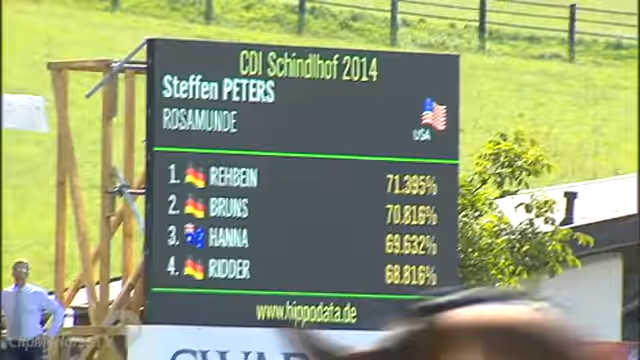 CDI Schindlhof 2014
Steffen PETERS
ROSAMUNDE
USA
1. REHBEIN 71.395%
2. BRUNS 70.816%
3. HANNA 69.632%
4. RIDDER 68.816%
www.hippodata.de